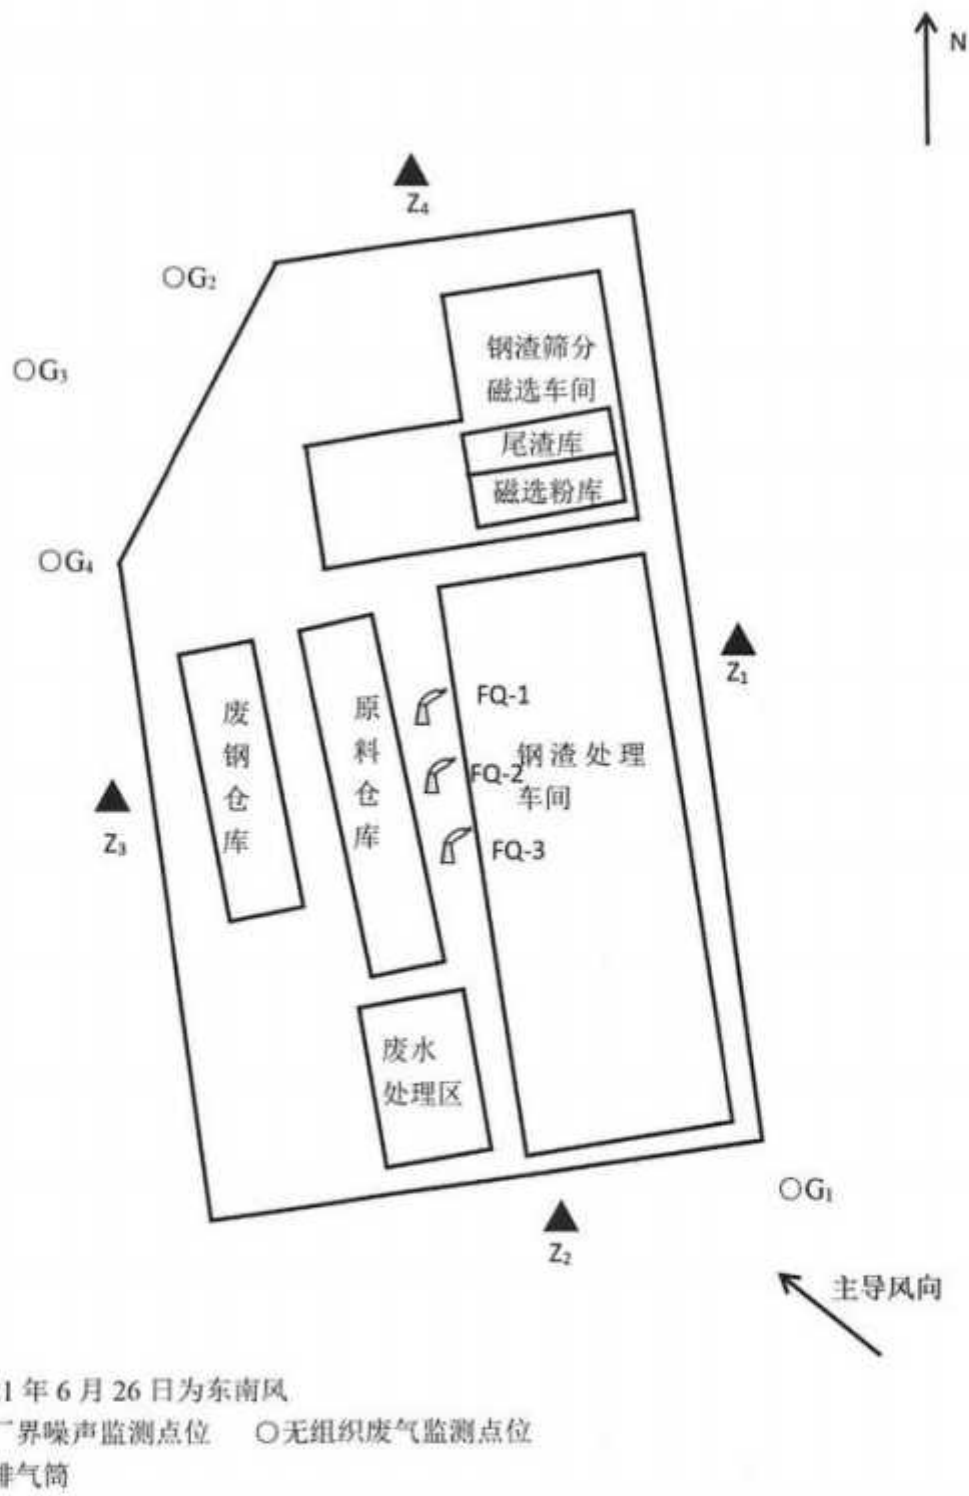 N
Z₄
○G₂
○G₃
钢渣筛分
磁选车间
尾渣库
磁选粉库
○G₄
Z₁
废钢仓库
原料仓库
FQ-1
FQ-2
钢渣处理
车间
FQ-3
Z₃
废水
处理区
○G₁
Z₂
主导风向
1年6月26日为东南风
界噪声监测点位 ○无组织废气监测点位
排气筒